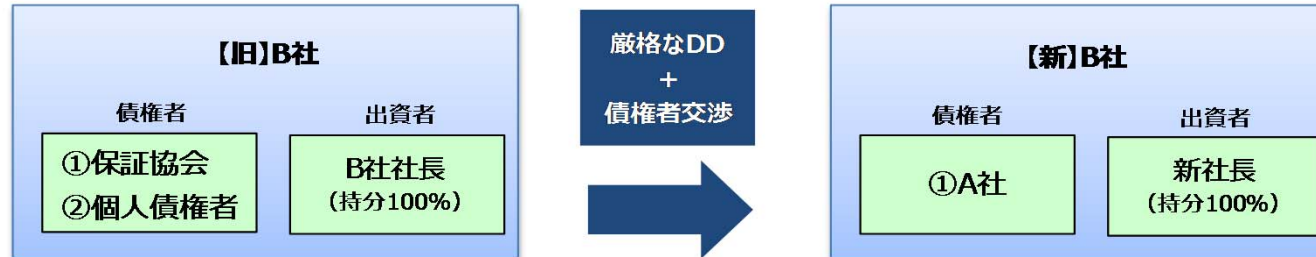 【旧】B社
債権者
出資者
①保証協会
②個人債権者
B社社長
(持分100%)
厳格なDD
+
債権者交渉
【新】B社
債権者
出資者
①A社
新社長
(持分100%)